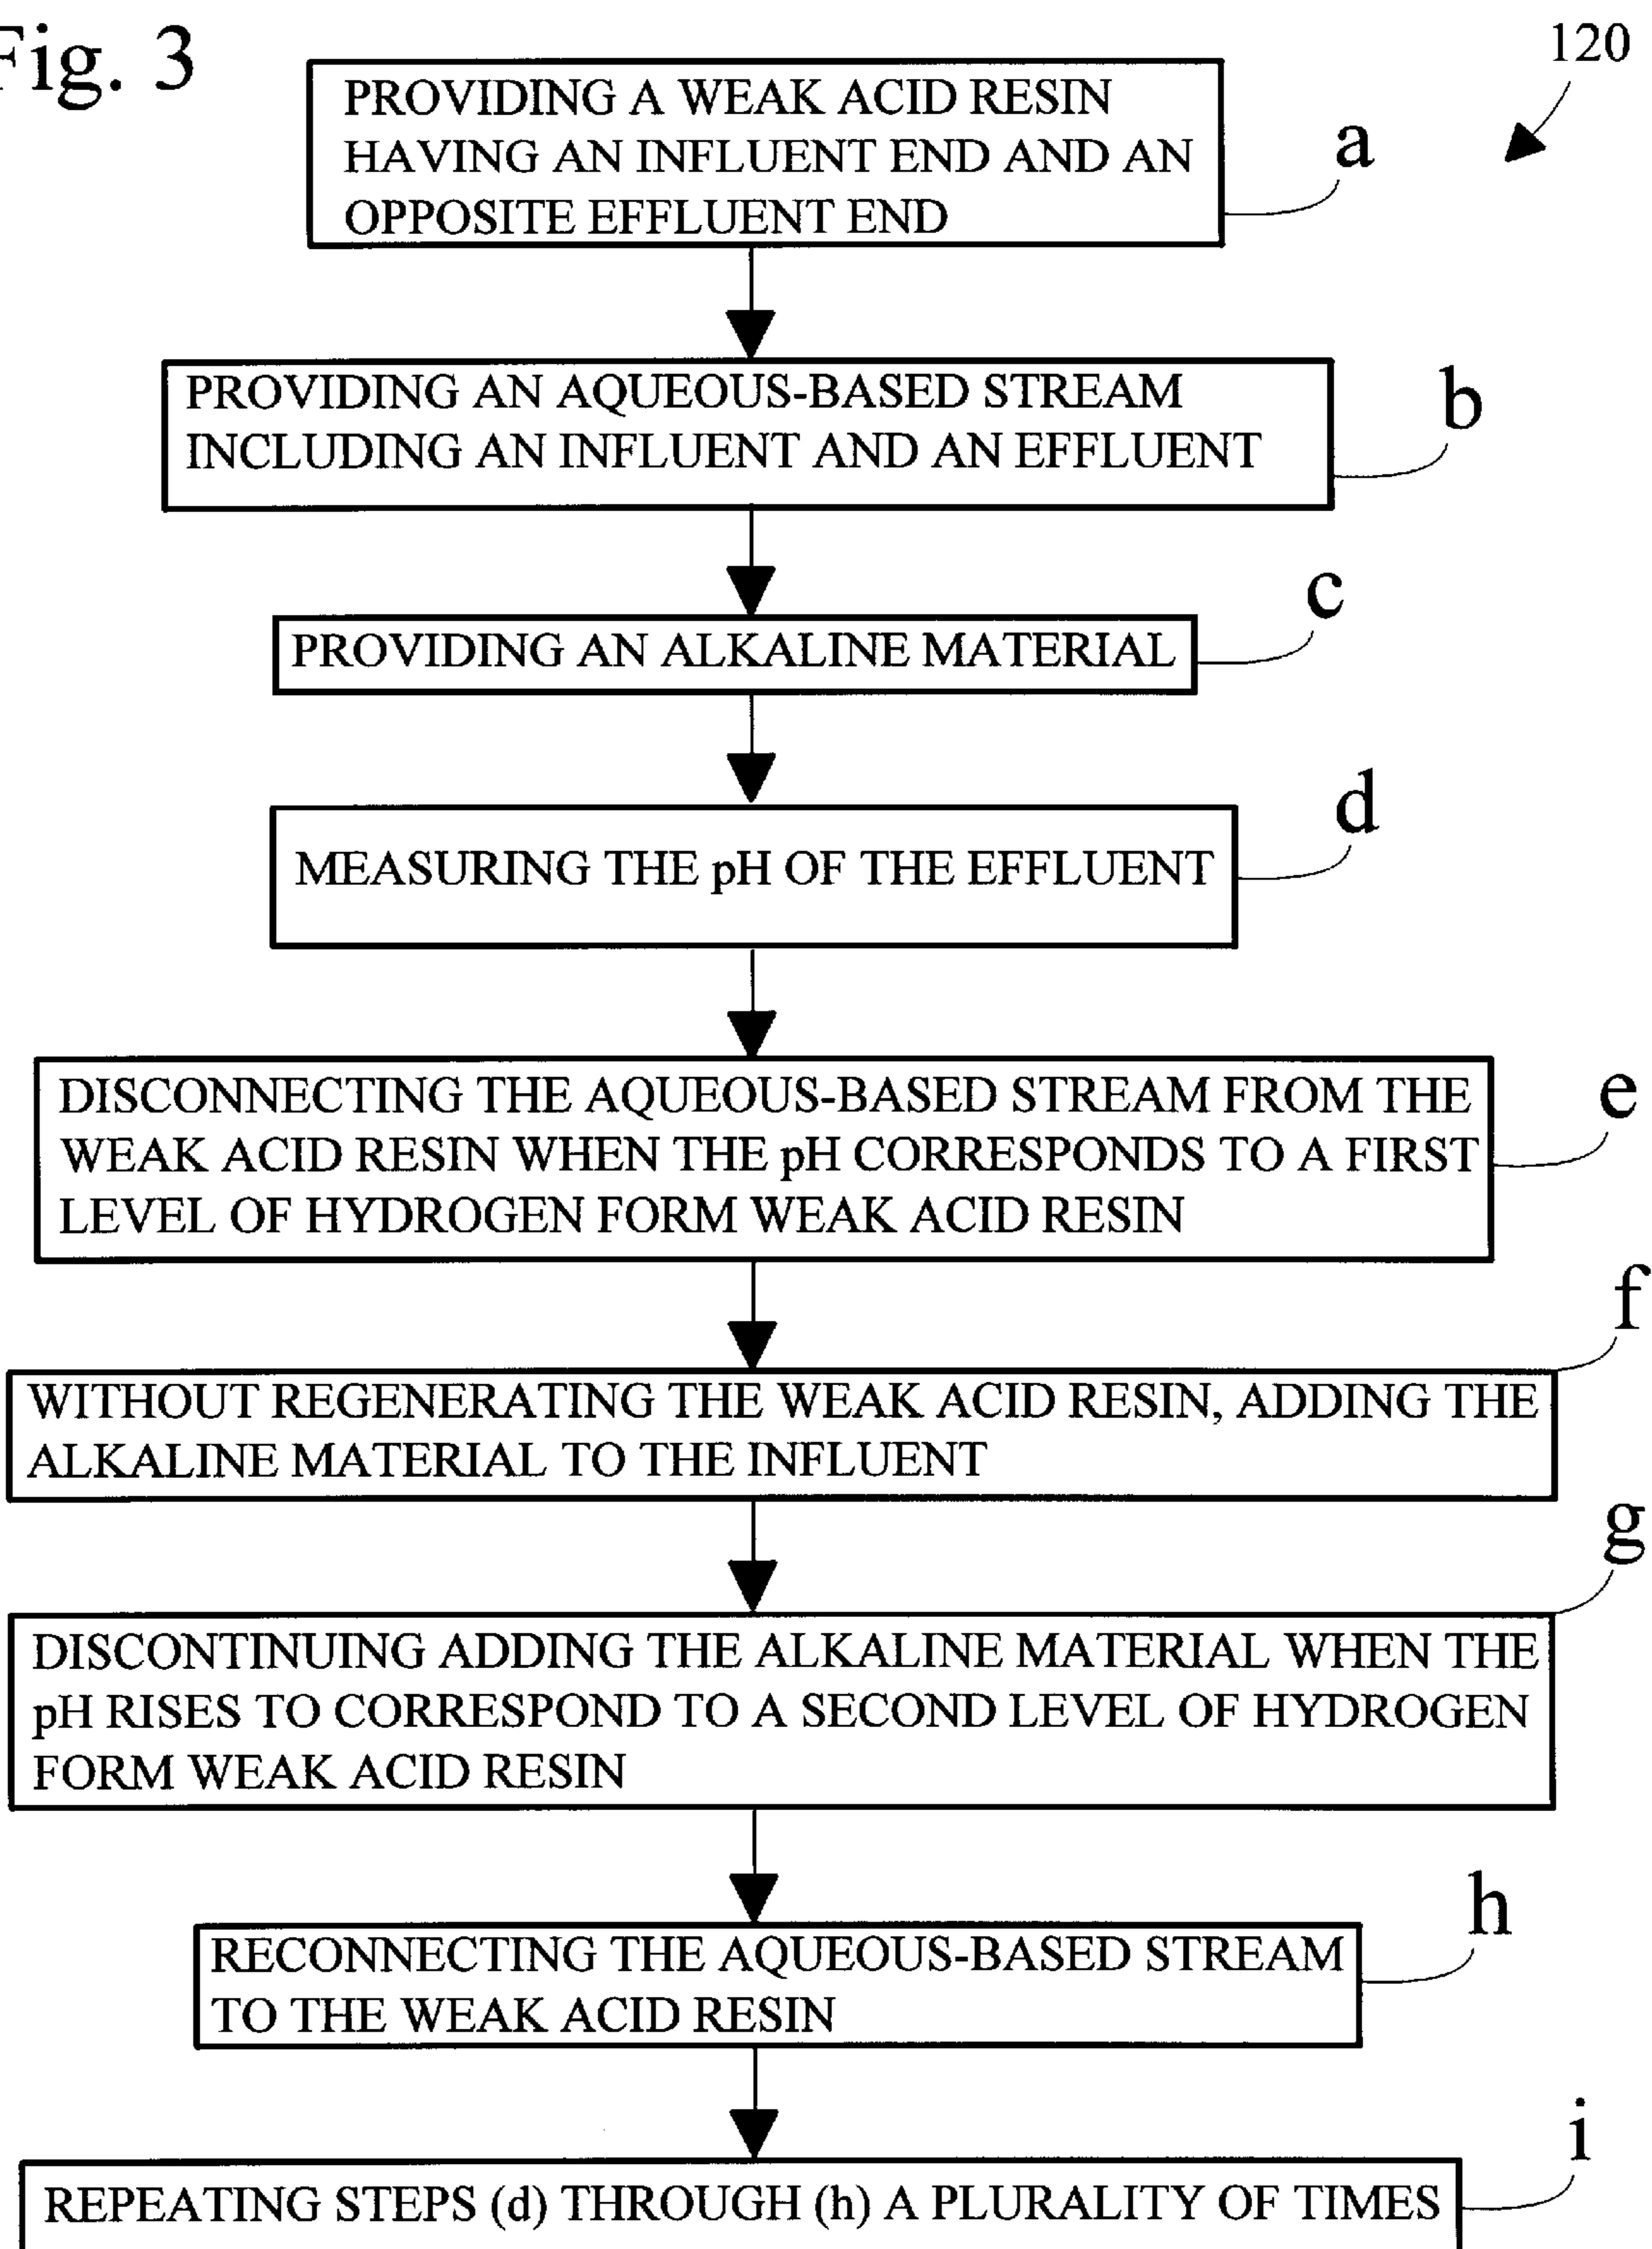 Fig. 3
120
PROVIDING A WEAK ACID RESIN
HAVING AN INFLUENT END AND AN
OPPOSITE EFFLUENT END
a
PROVIDING AN AQUEOUS-BASED STREAM
INCLUDING AN INFLUENT AND AN EFFLUENT
b
PROVIDING AN ALKALINE MATERIAL
c
MEASURING THE pH OF THE EFFLUENT
d
DISCONNECTING THE AQUEOUS-BASED STREAM FROM THE
WEAK ACID RESIN WHEN THE pH CORRESPONDS TO A FIRST
LEVEL OF HYDROGEN FORM WEAK ACID RESIN
e
WITHOUT REGENERATING THE WEAK ACID RESIN, ADDING THE
ALKALINE MATERIAL TO THE INFLUENT
f
DISCONTINUING ADDING THE ALKALINE MATERIAL WHEN THE
pH RISES TO CORRESPOND TO A SECOND LEVEL OF HYDROGEN
FORM WEAK ACID RESIN
g
RECONNECTING THE AQUEOUS-BASED STREAM
TO THE WEAK ACID RESIN
h
REPEATING STEPS (d) THROUGH (h) A PLURALITY OF TIMES
i